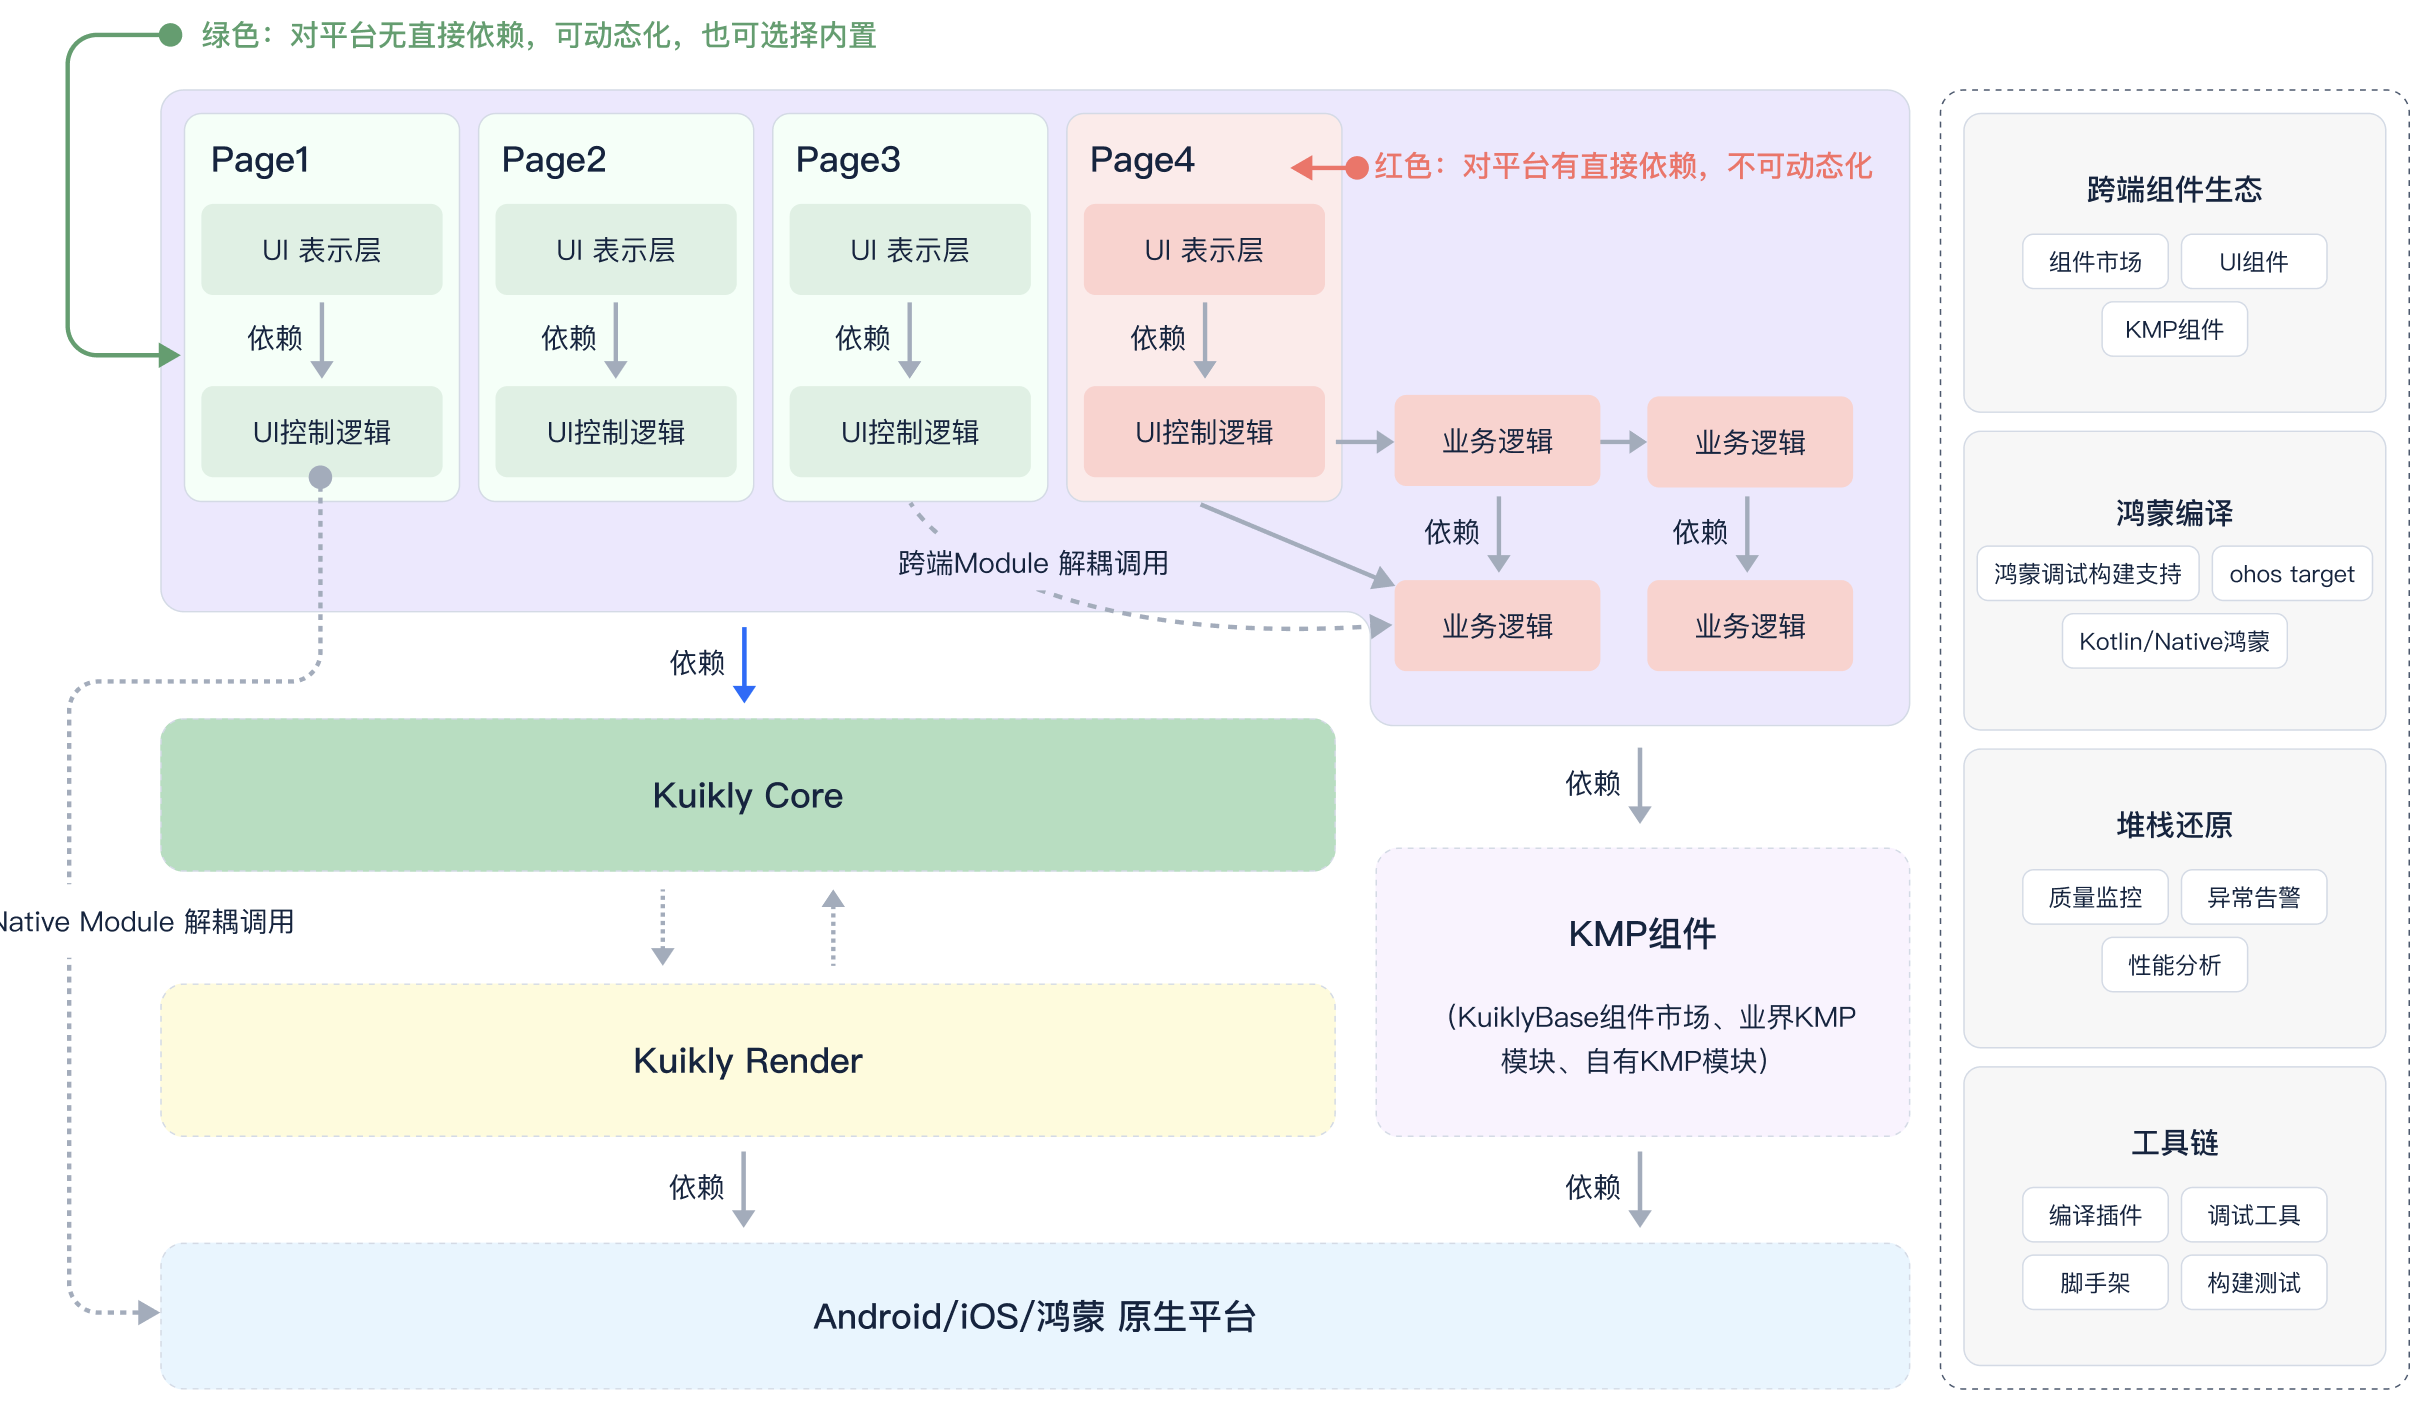 绿色：对平台无直接依赖，可动态化，也可选择内置
Page1
UI 表示层
依赖
UI控制逻辑
Page2
UI 表示层
依赖
UI控制逻辑
Page3
UI 表示层
依赖
UI控制逻辑
Page4
UI 表示层
依赖
UI控制逻辑
红色：对平台有直接依赖，不可动态化
业务逻辑
业务逻辑
依赖
依赖
业务逻辑
业务逻辑
跨端Module 解耦调用
依赖
Kuikly Core
Native Module 解耦调用
Kuikly Render
依赖
依赖
KMP组件
（KuiklyBase组件市场、业界KMP
模块、自有KMP模块）
依赖
Android/iOS/鸿蒙 原生平台
跨端组件生态
组件市场
UI组件
KMP组件
鸿蒙编译
鸿蒙调试构建支持
ohos target
Kotlin/Native鸿蒙
堆栈还原
质量监控
异常告警
性能分析
工具链
编译插件
调试工具
脚手架
构建测试